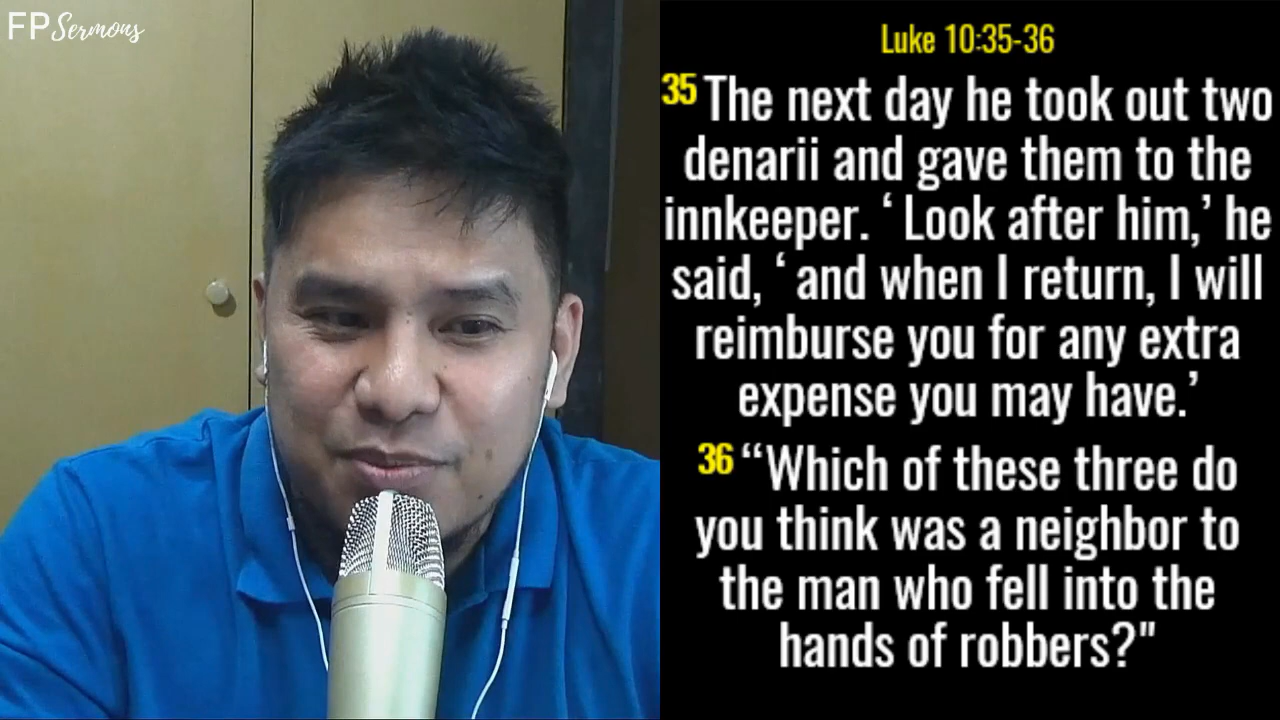 FP Sermons
Luke 10:35-36
35 The next day he took out two
denarii and gave them to the
innkeeper. ‘ Look after him,’ he
said, ‘ and when I return, I will
reimburse you for any extra
expense you may have.’
36 “Which of these three do
you think was a neighbor to
the man who fell into the
hands of robbers?"